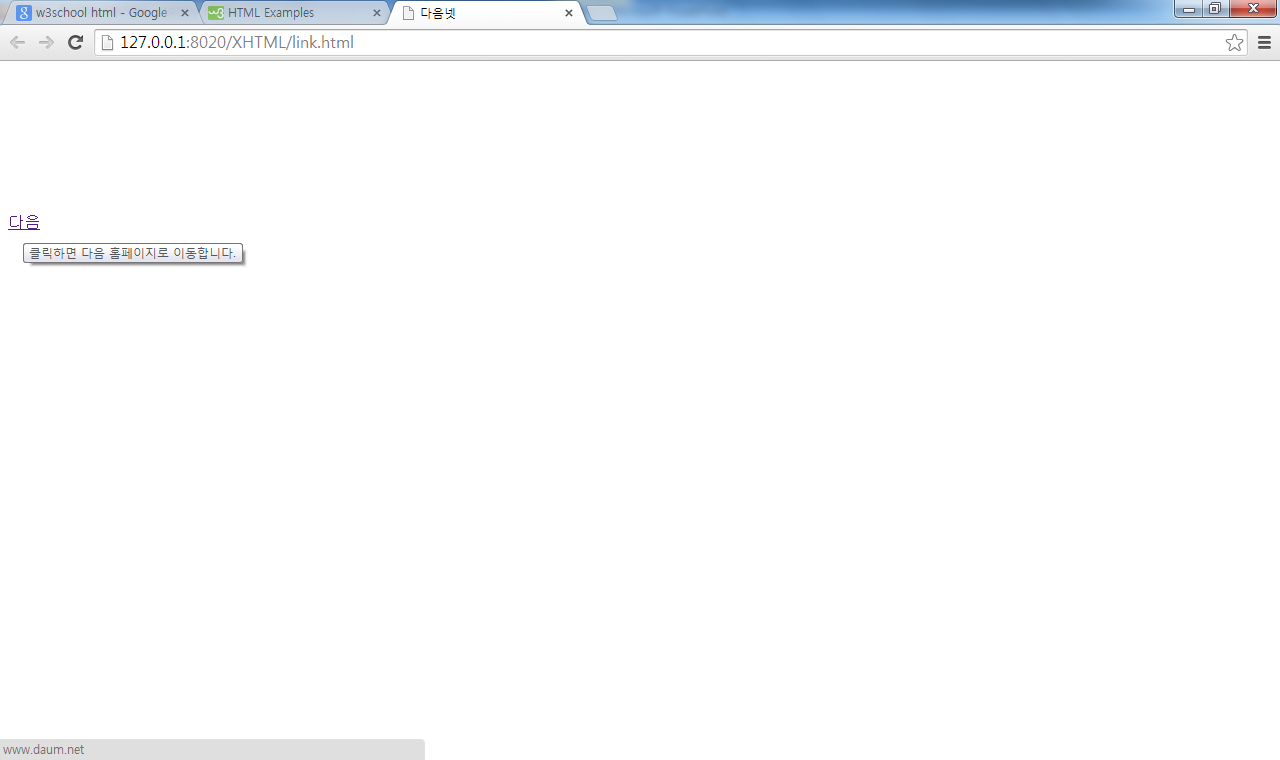 w3school html - Google
HTML Examples
다음넷
127.0.0.1:8020/XHTML/link.html
다음
클릭하면 다음 홈페이지로 이동합니다.
www.daum.net